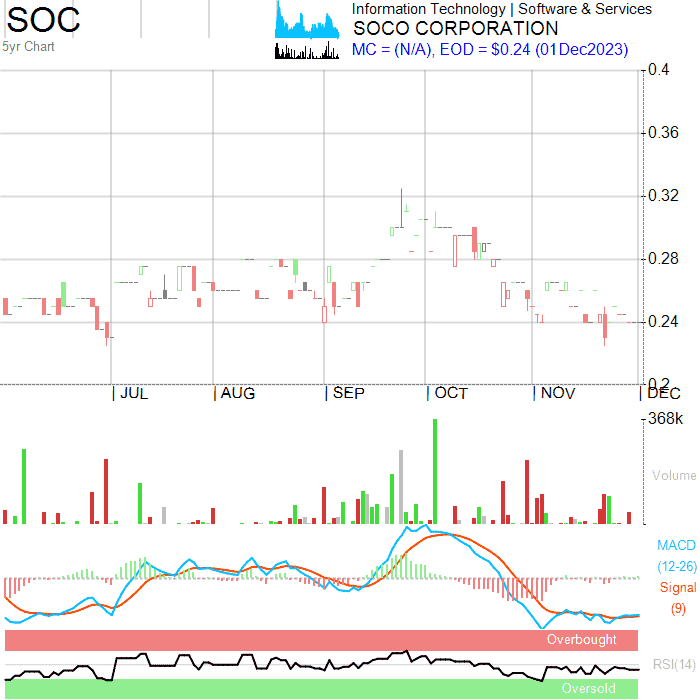 SOC
5yr Chart
Information Technology | Software & Services
SOCO CORPORATION
MC = (N/A), EOD = $0.24 (01Dec2023)
0.4
0.36
0.32
0.28
0.24
0.2
JUL
AUG
SEP
OCT
NOV
DEC
368k
Volume
MACD
(12-26)
Signal
(9)
Overbought
RSI(14)
Oversold